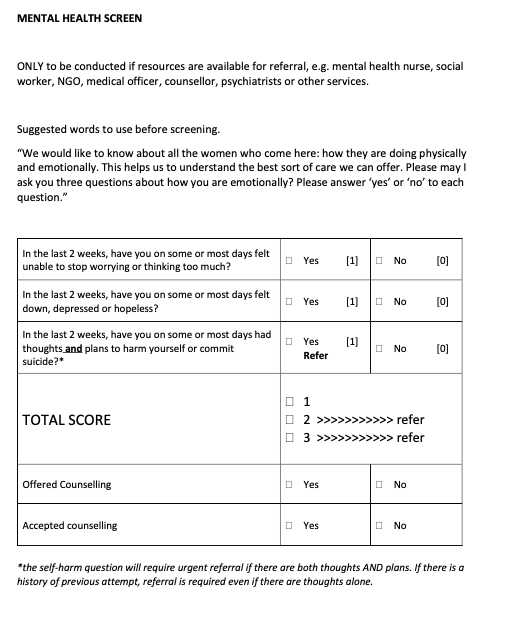 MENTAL HEALTH SCREEN
ONLY to be conducted if resources are available for referral, e.g. mental health nurse, social
worker, NGO, medical officer, counsellor, psychiatrists or other services.
Suggested words to use before screening.
“We would like to know about all the women who come here: how they are doing physically
and emotionally. This helps us to understand the best sort of care we can offer. Please may I
ask you three questions about how you are emotionally? Please answer ‘yes’ or ‘no’ to each
question.”
In the last 2 weeks, have you on some or most days felt
unable to stop worrying or thinking too much?
☐ Yes [1] ☐ No [0]
In the last 2 weeks, have you on some or most days felt
down, depressed or hopeless?
☐ Yes [1] ☐ No [0]
In the last 2 weeks, have you on some or most days had
thoughts and plans to harm yourself or commit
suicide?*
☐ Yes [1]
Refer
☐ No [0]
TOTAL SCORE
☐ 1
☐ 2 >>>>>>>>>>> refer
☐ 3 >>>>>>>>>>> refer
Offered Counselling ☐ Yes ☐ No
Accepted counselling ☐ Yes ☐ No
*the self-harm question will require urgent referral if there are both thoughts AND plans. If there is a
history of previous attempt, referral is required even if there are thoughts alone.